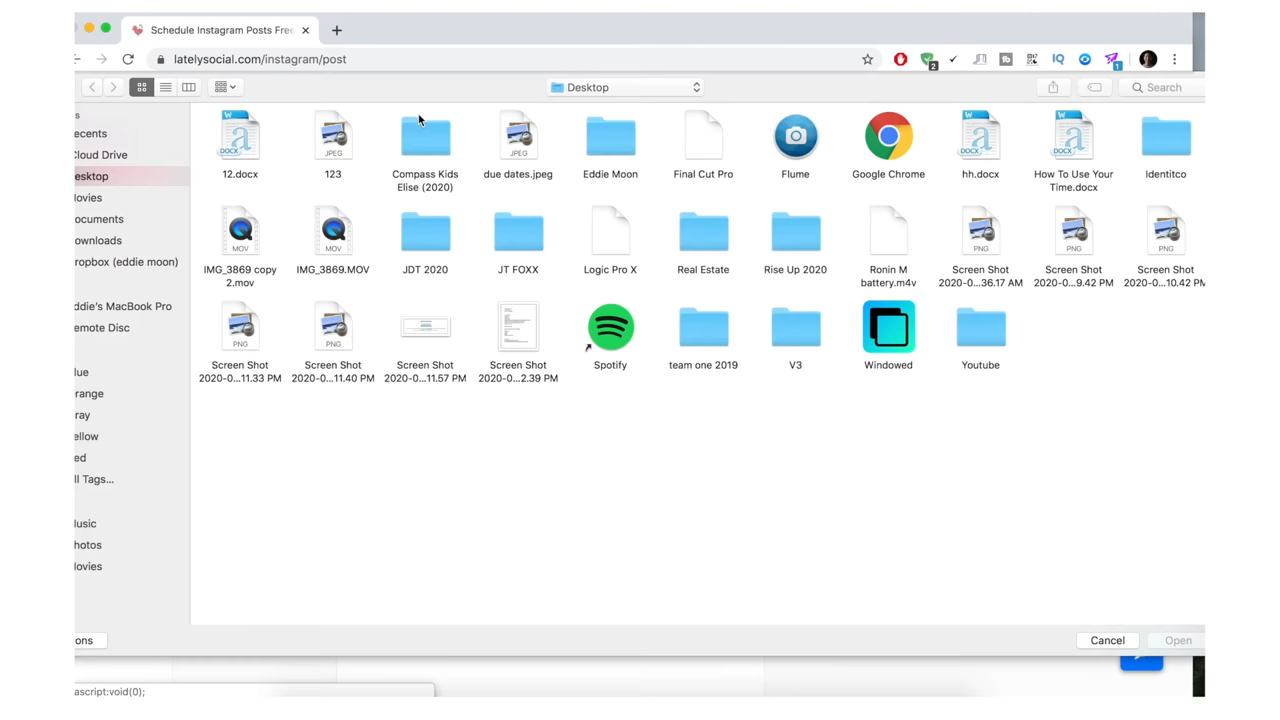 Schedule Instagram Posts Free
latelysocial.com/instagram/post
2
IQ
1
Desktop
Search
s
ecents
Cloud Drive
esktop
ovies
ocuments
ownloads
ropbox (eddie moon)
ddie's MacBook Pro
emote Disc
lue
range
ray
ellow
ed
ll Tags...
usic
hotos
lovies
12.docx
123
Compass Kids
Elise (2020)
due dates.jpeg
Eddie Moon
Final Cut Pro
Flume
Google Chrome
hh.docx
How To Use Your
Time.docx
Identitco
IMG_3869 copy
2.mov
IMG_3869.MOV
JDT 2020
JT FOXX
Logic Pro X
Real Estate
Rise Up 2020
Ronin M
battery.m4v
Screen Shot
2020-0...36.17 AM
Screen Shot
2020-0...9.42 PM
Screen Shot
2020-0...10.42 PM
Screen Shot
2020-0...11.33 PM
Screen Shot
2020-0...11.40 PM
Screen Shot
2020-0...11.57 PM
Screen Shot
2020-0...2.39 PM
Spotify
team one 2019
V3
Windowed
Youtube
ons
Cancel
Open
ascript:void(0);